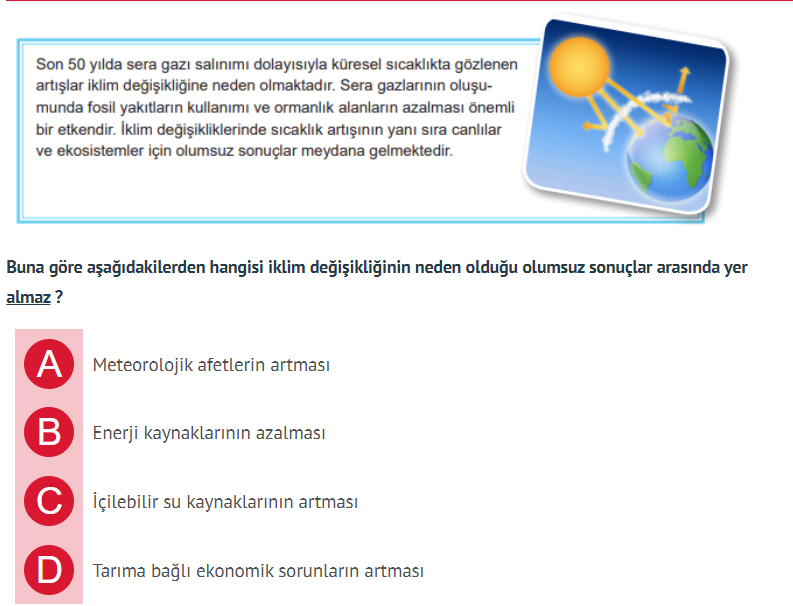 Son 50 yılda sera gazı salınımı dolayısıyla küresel sıcaklıkta gözlenen
artışlar iklim değişikliğine neden olmaktadır. Sera gazlarının oluşu-
munda fosil yakıtların kullanımı ve ormanlık alanların azalması önemli
bir etkendir. İklim değişikliklerinde sıcaklık artışının yanı sıra canlılar
ve ekosistemler için olumsuz sonuçlar meydana gelmektedir.
Buna göre aşağıdakilerden hangisi iklim değişikliğinin neden olduğu olumsuz sonuçlar arasında yer
almaz ?
A Meteorolojik afetlerin artması
B Enerji kaynaklarının azalması
C İçilebilir su kaynaklarının artması
D Tarıma bağlı ekonomik sorunların artması